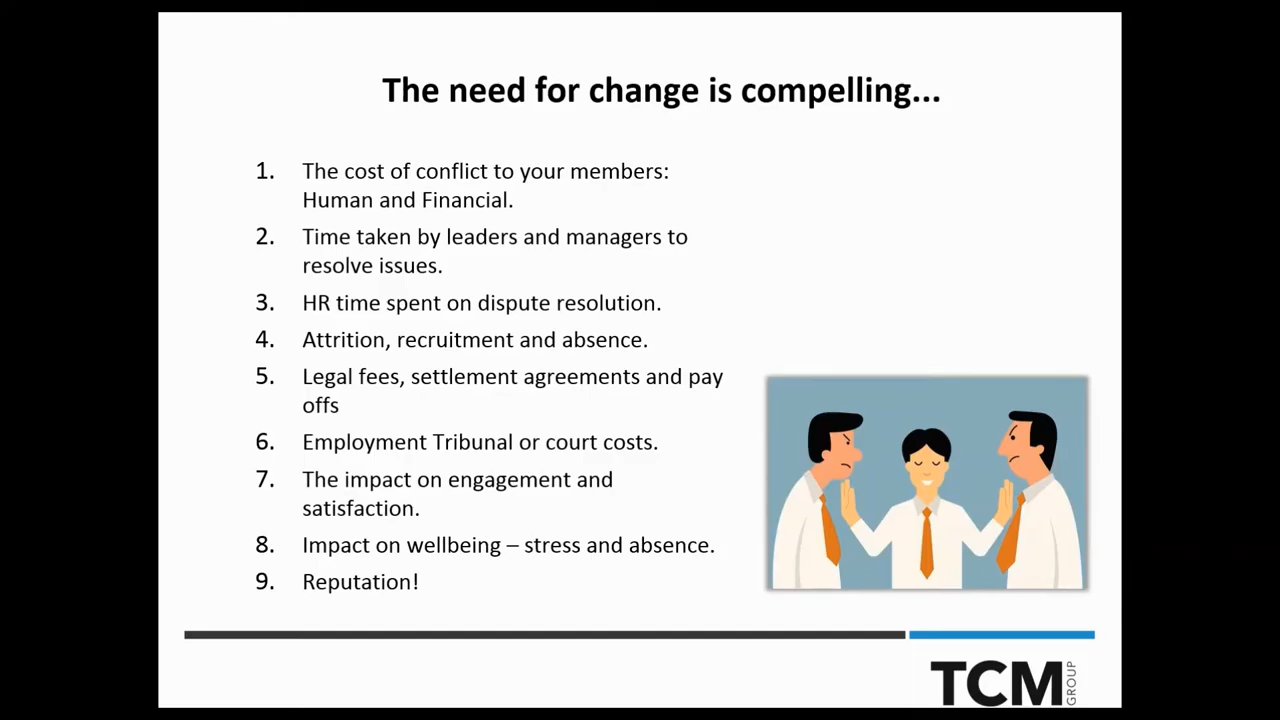 The need for change is compelling...
1. The cost of conflict to your members:
Human and Financial.
2. Time taken by leaders and managers to
resolve issues.
3. HR time spent on dispute resolution.
4. Attrition, recruitment and absence.
5. Legal fees, settlement agreements and pay
offs
6. Employment Tribunal or court costs.
7. The impact on engagement and
satisfaction.
8. Impact on wellbeing – stress and absence.
9. Reputation!
TCM GROUP